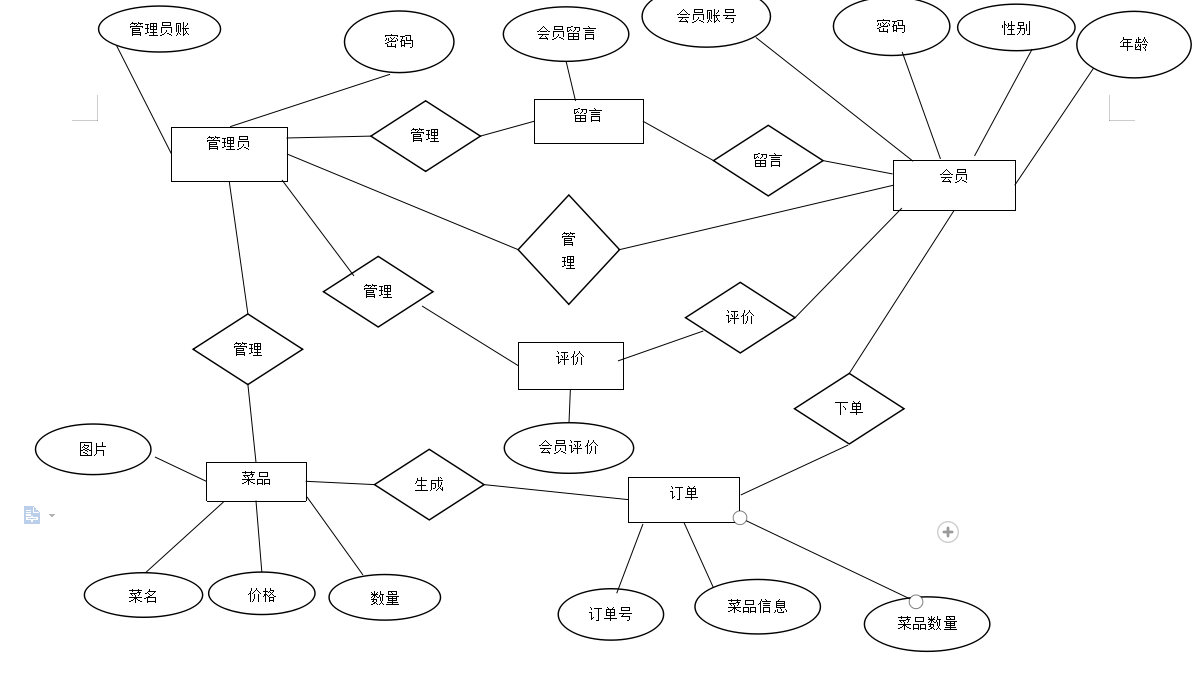 管理员账
密码
会员留言
会员账号
密码
性别
年龄
管理员
管理
留言
留言
会员
管
理
管理
评价
管理
评价
下单
图片
菜品
生成
会员评价
订单
菜名
价格
数量
订单号
菜品信息
菜品数量